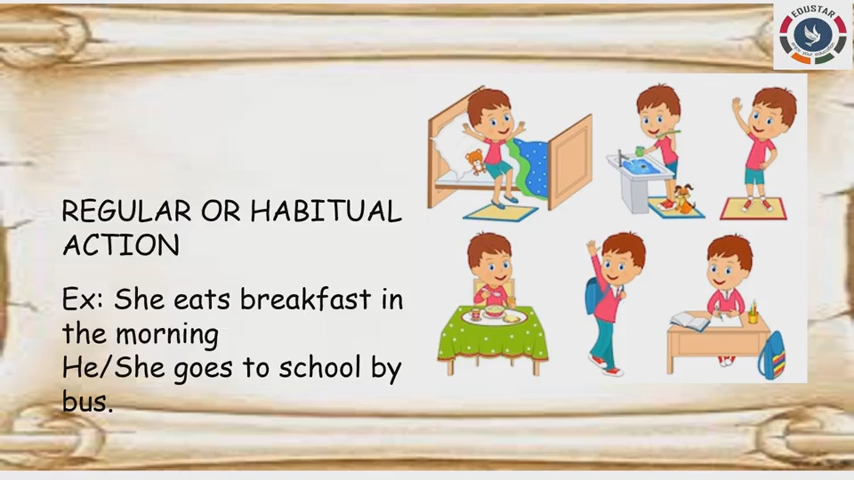 EDUSTAR
REGULAR OR HABITUAL
ACTION
Ex: She eats breakfast in
the morning
He/She goes to school by
bus.